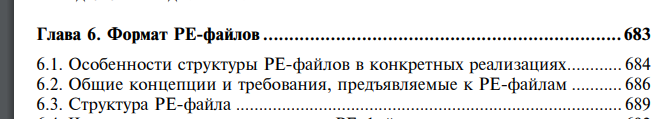 Глава 6. Формат PE-файлов ............................................................... 683
6.1. Особенности структуры PE-файлов в конкретных реализациях............ 684
6.2. Общие концепции и требования, предъявляемые к PE-файлам ........... 686
6.3. Структура PE-файла ............................................................................ 689